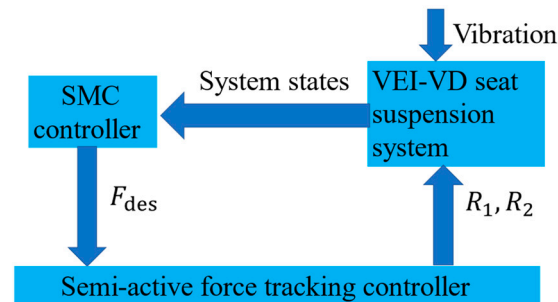 Vibration
SMC
controller
System states
VEI-VD seat
suspension
system
F_des
R_1, R_2
Semi-active force tracking controller